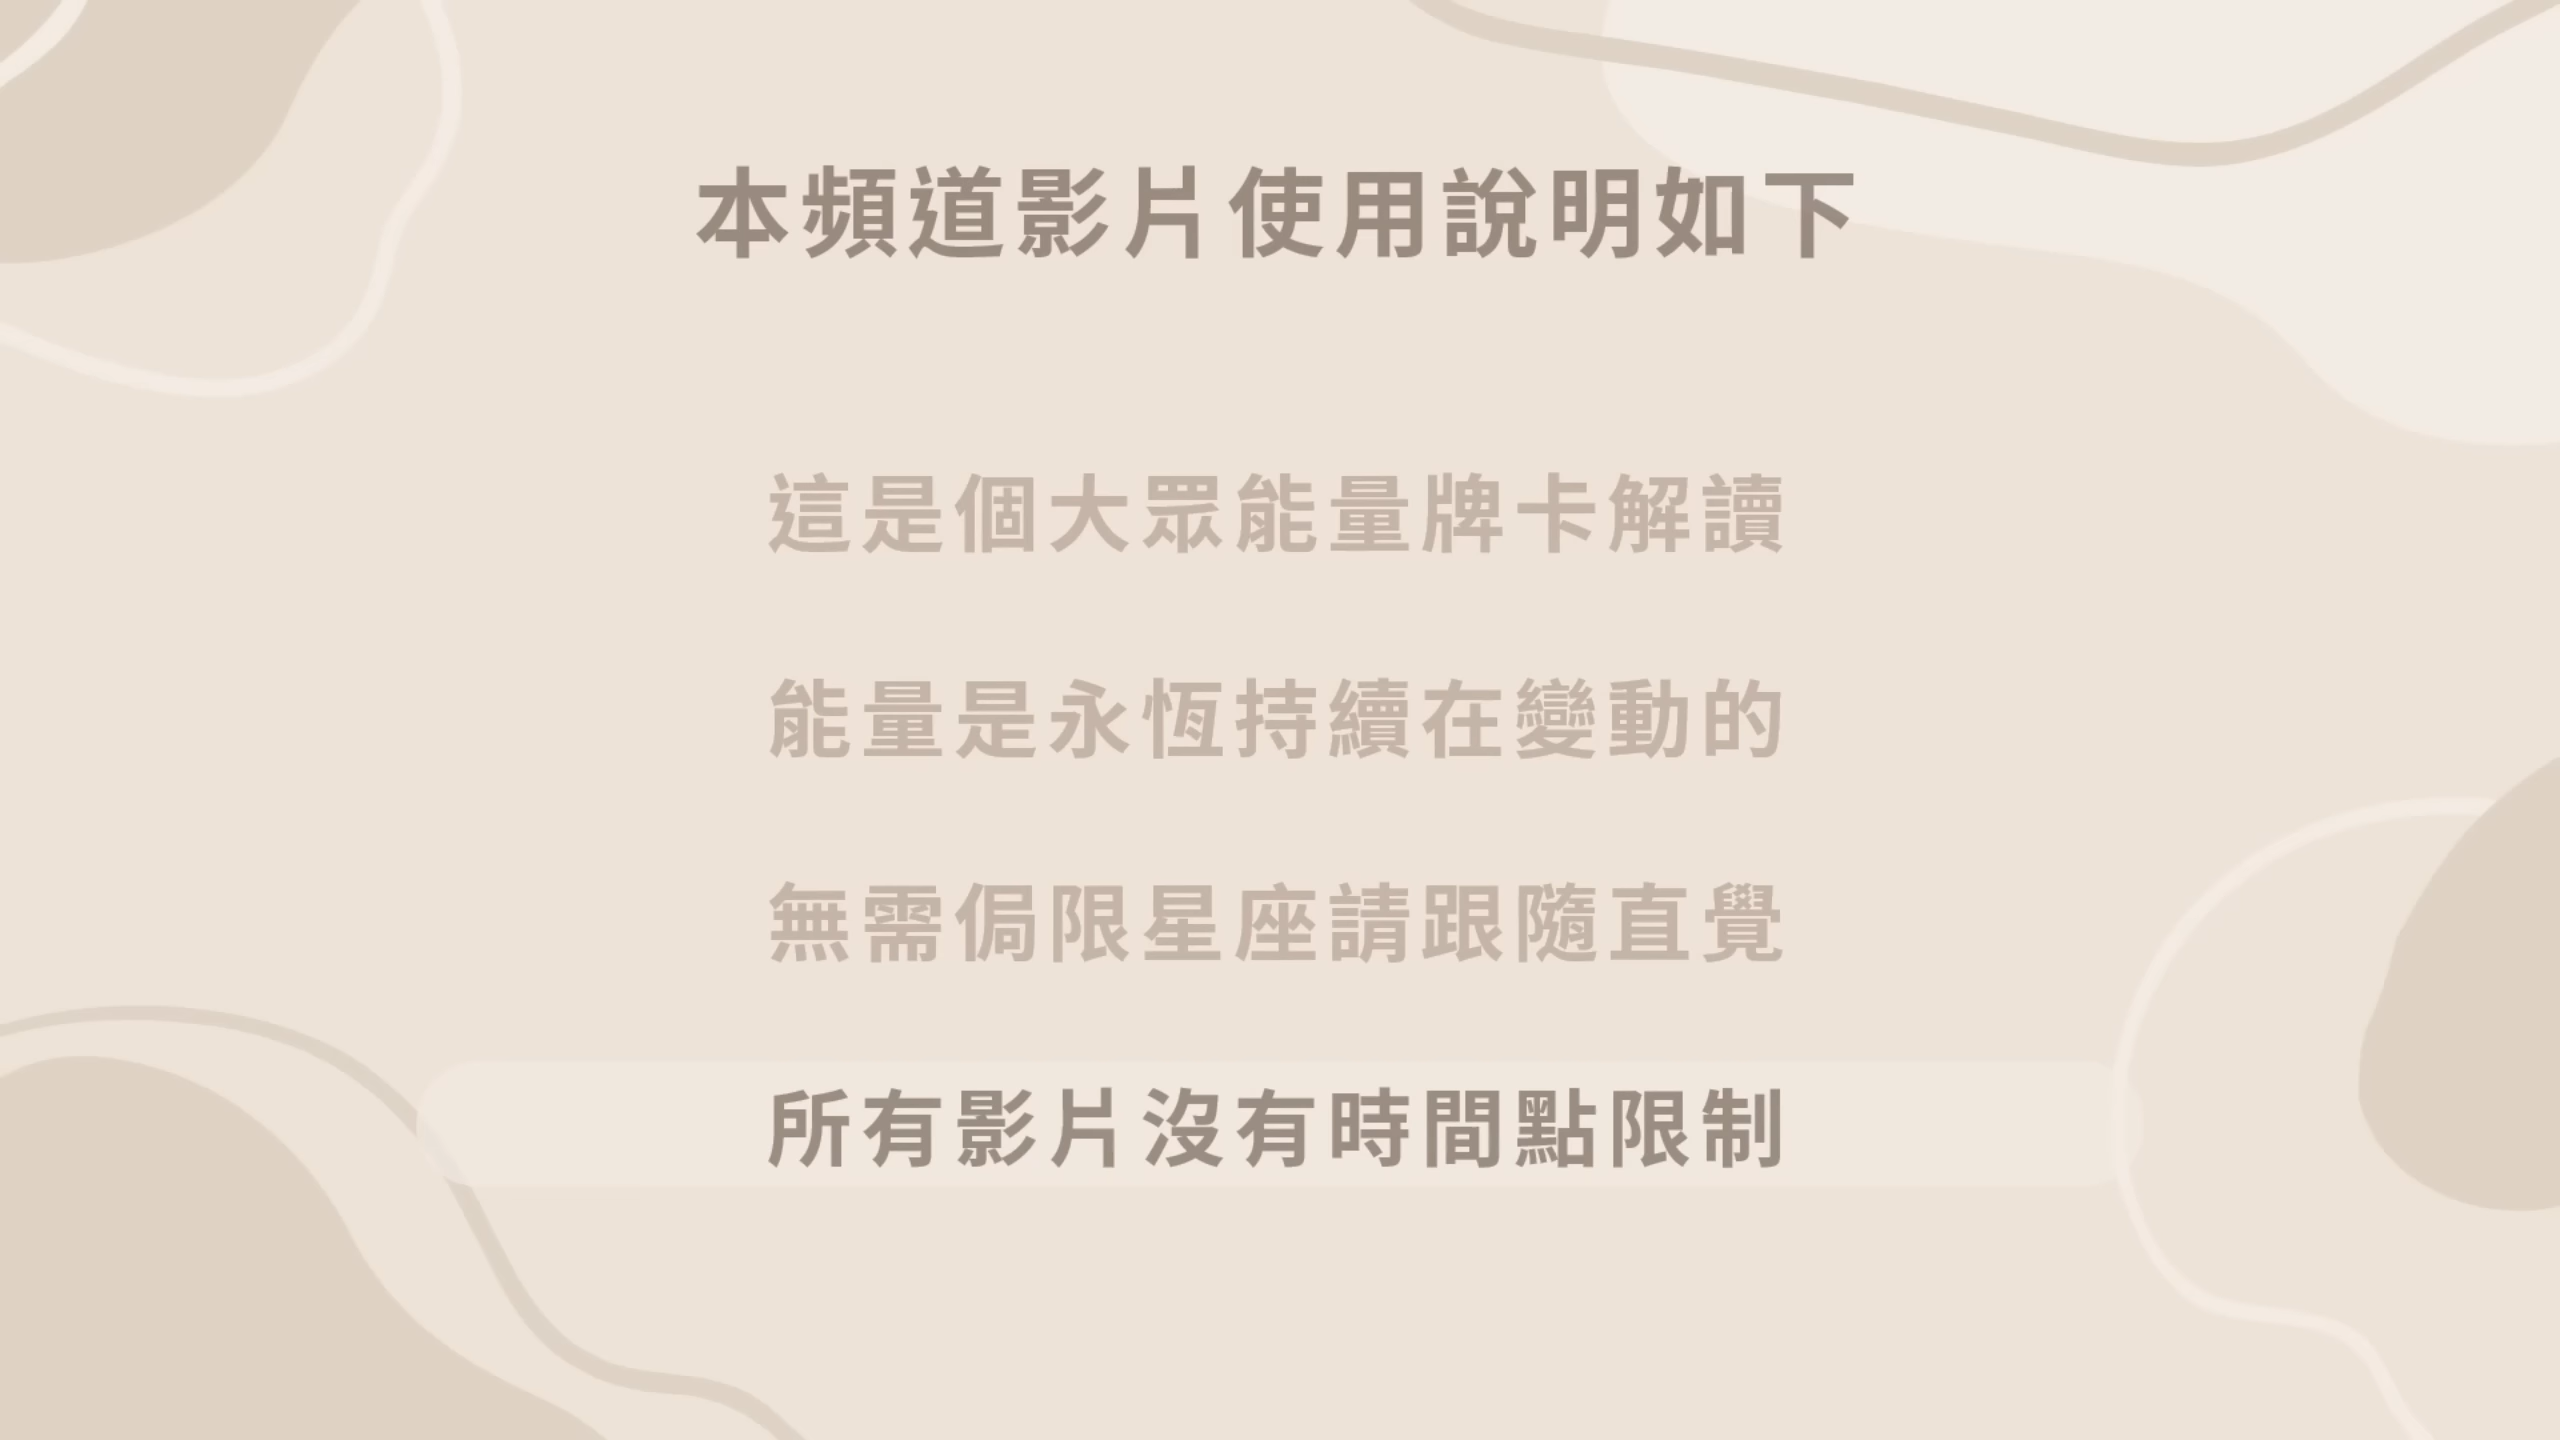 本頻道影片使用說明如下
這是個大眾能量牌卡解讀
能量是永恆持續在變動的
無需侷限星座請跟隨直覺
所有影片沒有時間點限制